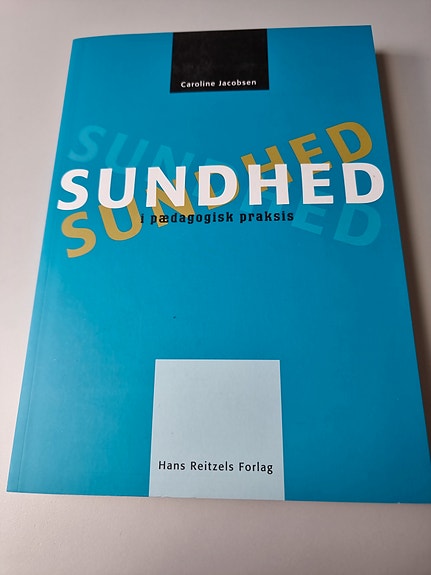 Caroline Jacobsen
SUNDHED
SUNDHED
SUNDHED
i pædagogisk praksis
Hans Reitzels Forlag